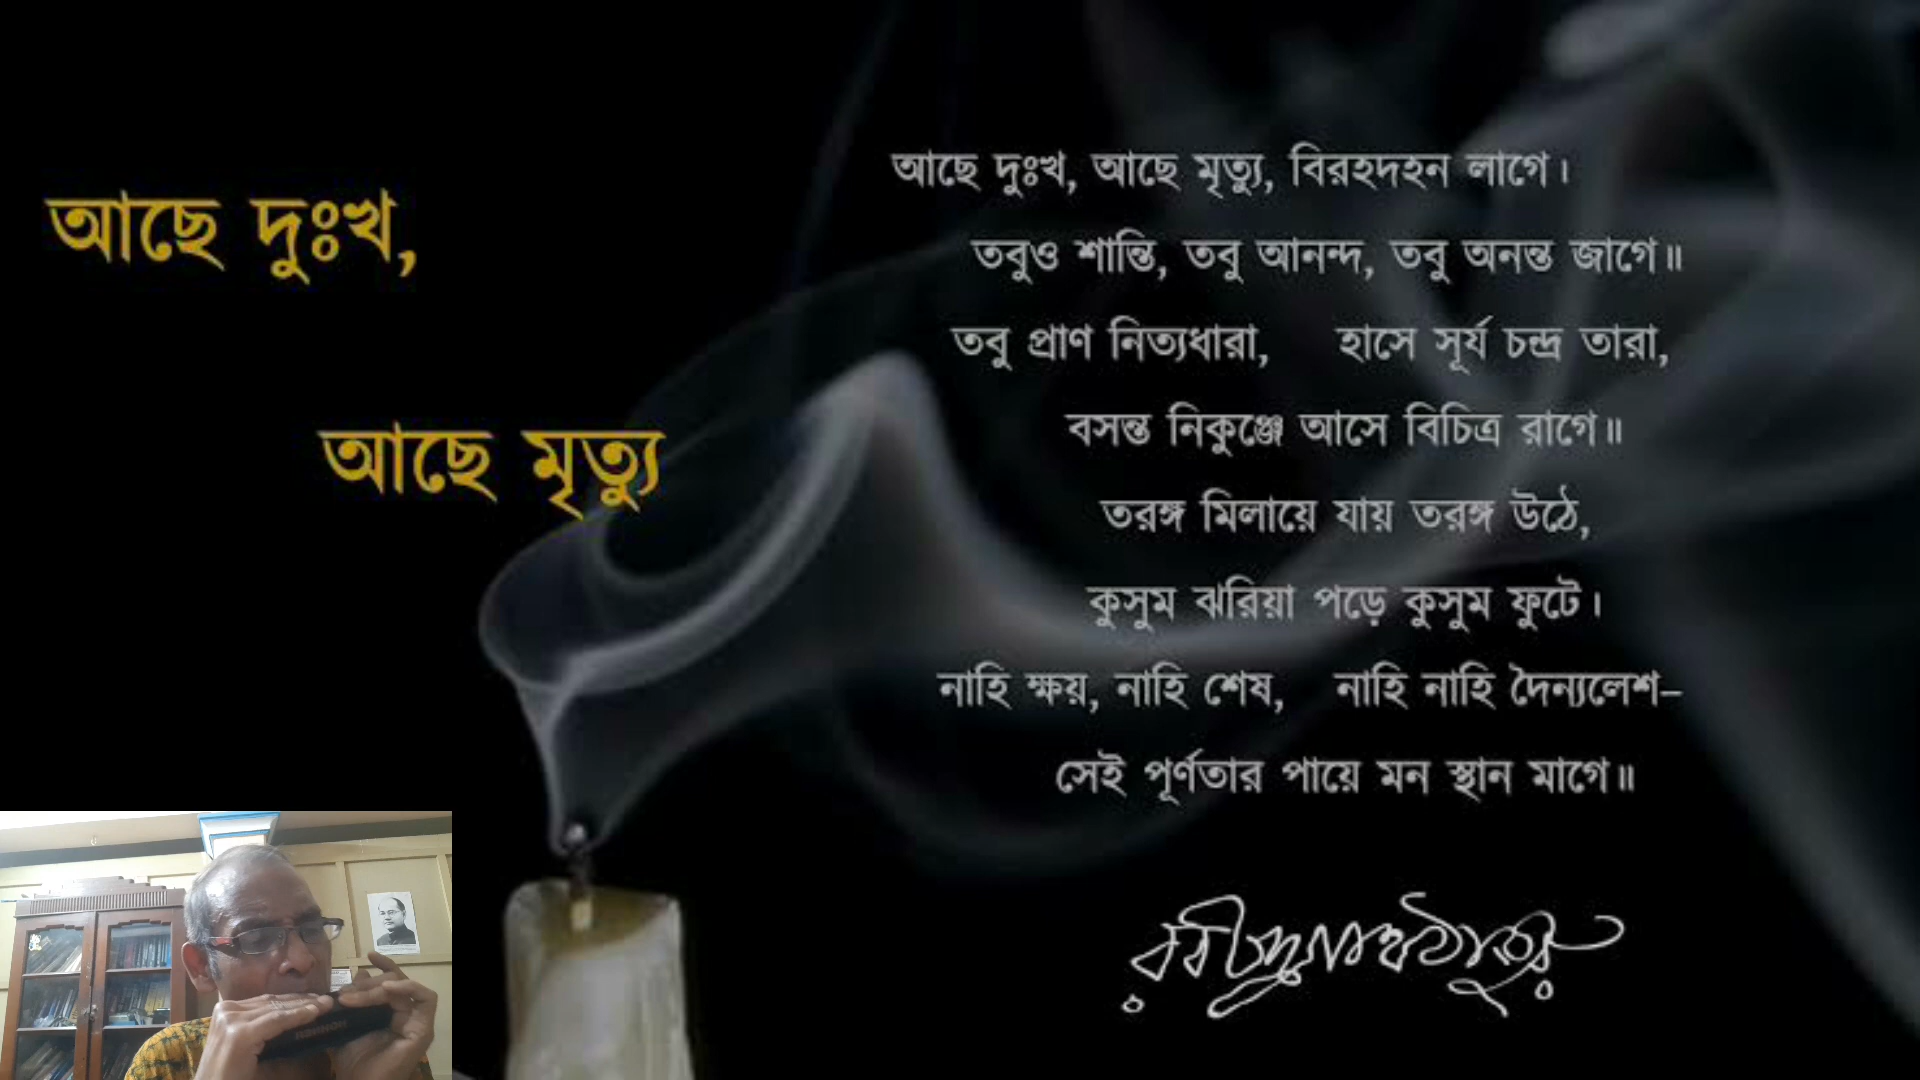 আছে দুঃখ,
আছে মৃত্যু
আছে দুঃখ, আছে মৃত্যু, বিরহদহন লাগে।
তবুও শান্তি, তবু আনন্দ, তবু অনন্ত জাগে॥
তবু প্রাণ নিত্যধারা, হাসে সূর্য চন্দ্র তারা,
বসন্ত নিকুঞ্জে আসে বিচিত্র রাগে॥
তরঙ্গ মিলায়ে যায় তরঙ্গ উঠে,
কুসুম ঝরিয়া পড়ে কুসুম ফুটে।
নাহি ক্ষয়, নাহি শেষ, নাহি নাহি দৈন্যলেশ–
সেই পূর্ণতার পায়ে মন স্থান মাগে॥
রবীন্দ্রনাথ ঠাকুর